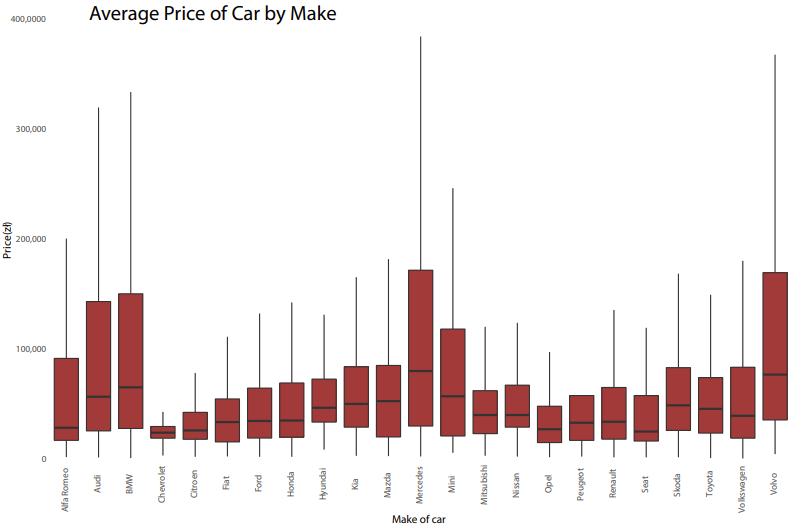 Average Price of Car by Make
400,0000
300,000
200,000
100,000
0
Price(zł)
Alfa Romeo
Audi
BMW
Chevrolet
Citroen
Fiat
Ford
Honda
Hyundai
Kia
Mazda
Mercedes
Mini
Mitsubishi
Nissan
Opel
Peugeot
Renault
Seat
Skoda
Toyota
Volkswagen
Volvo
Make of car